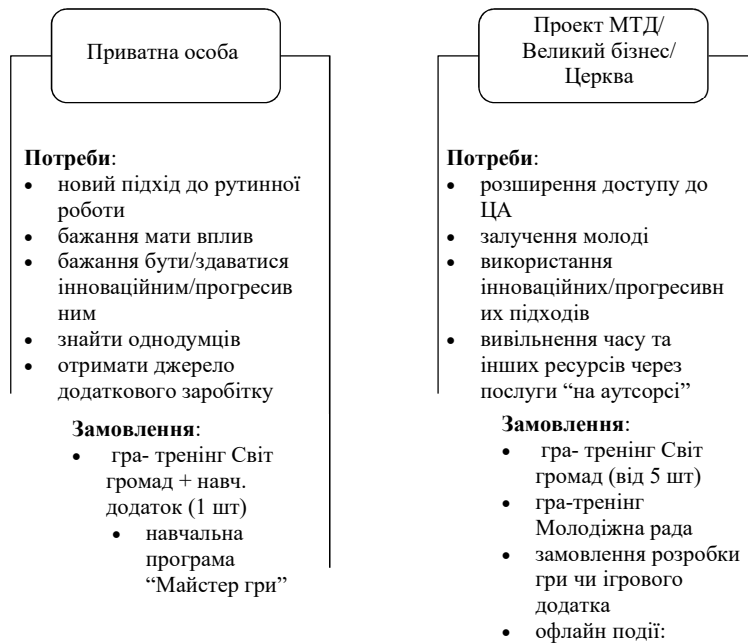 Приватна особа
Потреби:
• новий підхід до рутинної
роботи
• бажання мати вплив
• бажання бути/здаватися
інноваційним/прогресив
ним
• знайти однодумців
• отримати джерело
додаткового заробітку
Замовлення:
• гра- тренінг Світ
громад + навч.
додаток (1 шт)
• навчальна
програма
“Майстер гри”
Проект МТД/
Великий бізнес/
Церква
Потреби:
• розширення доступу до
ЦА
• залучення молоді
• використання
інноваційних/прогресивн
их підходів
• вивільнення часу та
інших ресурсів через
послуги “на аутсорсі”
Замовлення:
• гра- тренінг Світ
громад (від 5 шт)
• гра-тренінг
Молодіжна рада
• замовлення розробки
гри чи ігрового
додатка
• офлайн події: